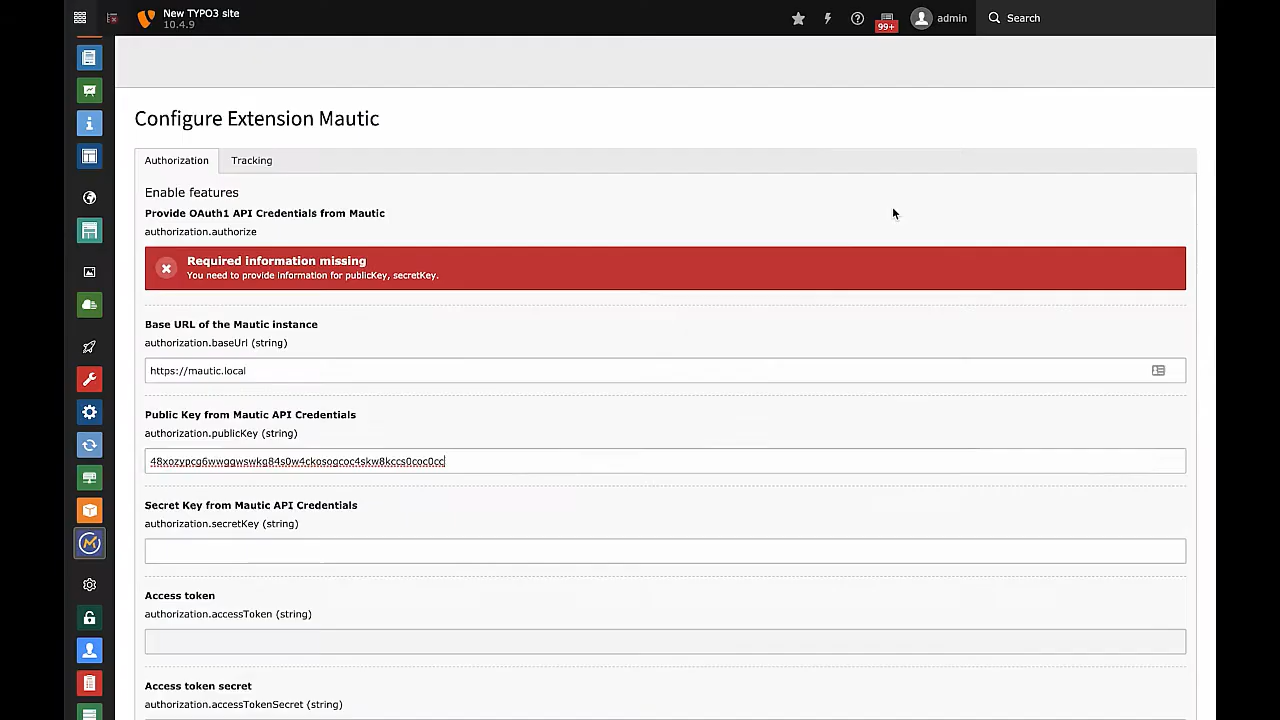 New TYPO3 site
10.4.9
99+
admin
Search
Configure Extension Mautic
Authorization
Tracking
Enable features
Provide OAuth1 API Credentials from Mautic
authorization.authorize
Required information missing
You need to provide information for publicKey, secretKey.
Base URL of the Mautic instance
authorization.baseUrl (string)
https://mautic.local
Public Key from Mautic API Credentials
authorization.publicKey (string)
48xozypcg6wwggwswkg84s0w4ckosogcoc4skw8kccs0coc0cc
Secret Key from Mautic API Credentials
authorization.secretKey (string)
Access token
authorization.accessToken (string)
Access token secret
authorization.accessTokenSecret (string)